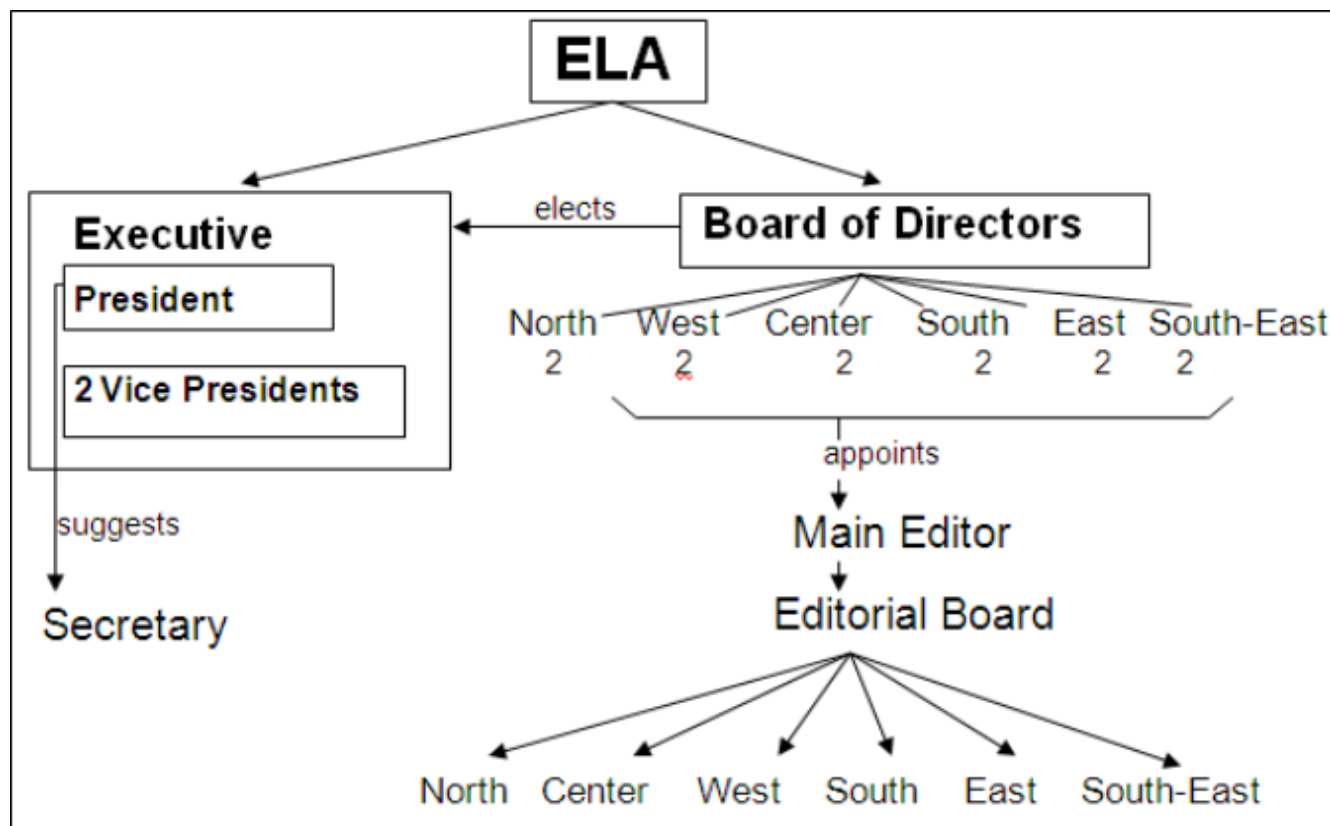 ELA
elects
Executive
Board of Directors
President
2 Vice Presidents
North West Center South East South-East
2 2 2 2 2 2
appoints
suggests
Main Editor
Secretary
Editorial Board
North Center West South East South-East